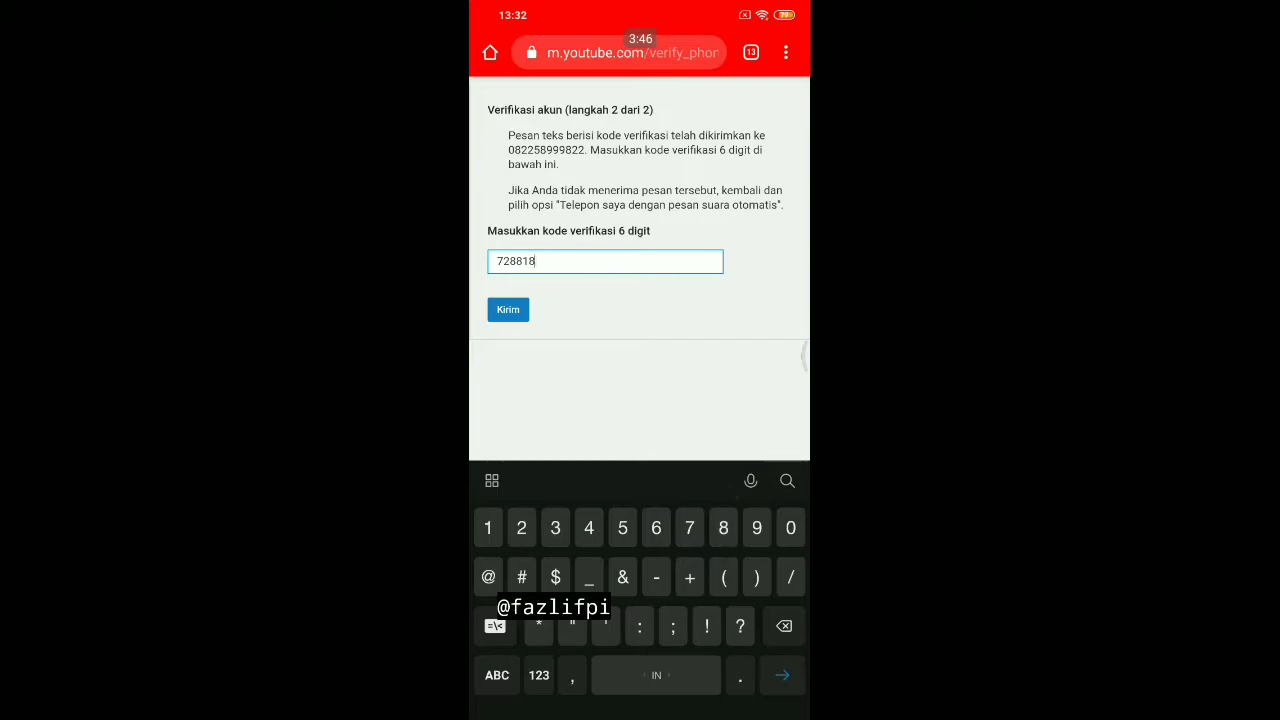 13:32
3:46
m.youtube.com/verify_phon
13
Verifikasi akun (langkah 2 dari 2)
Pesan teks berisi kode verifikasi telah dikirimkan ke
082258999822. Masukkan kode verifikasi 6 digit di
bawah ini.
Jika Anda tidak menerima pesan tersebut, kembali dan
pilih opsi "Telepon saya dengan pesan suara otomatis".
Masukkan kode verifikasi 6 digit
728818
Kirim
1 2 3 4 5 6 7 8 9 0
@ # $ _ & - + ( ) /
@fazlifpi
=\< * " ' : ; ! ?
ABC 123 , IN .